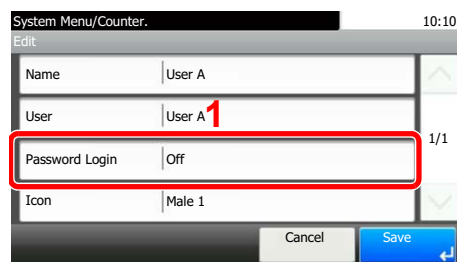 System Menu/Counter. 10:10
Edit
Name User A
User User A 1
1/1
Password Login Off
Icon Male 1
Cancel Save